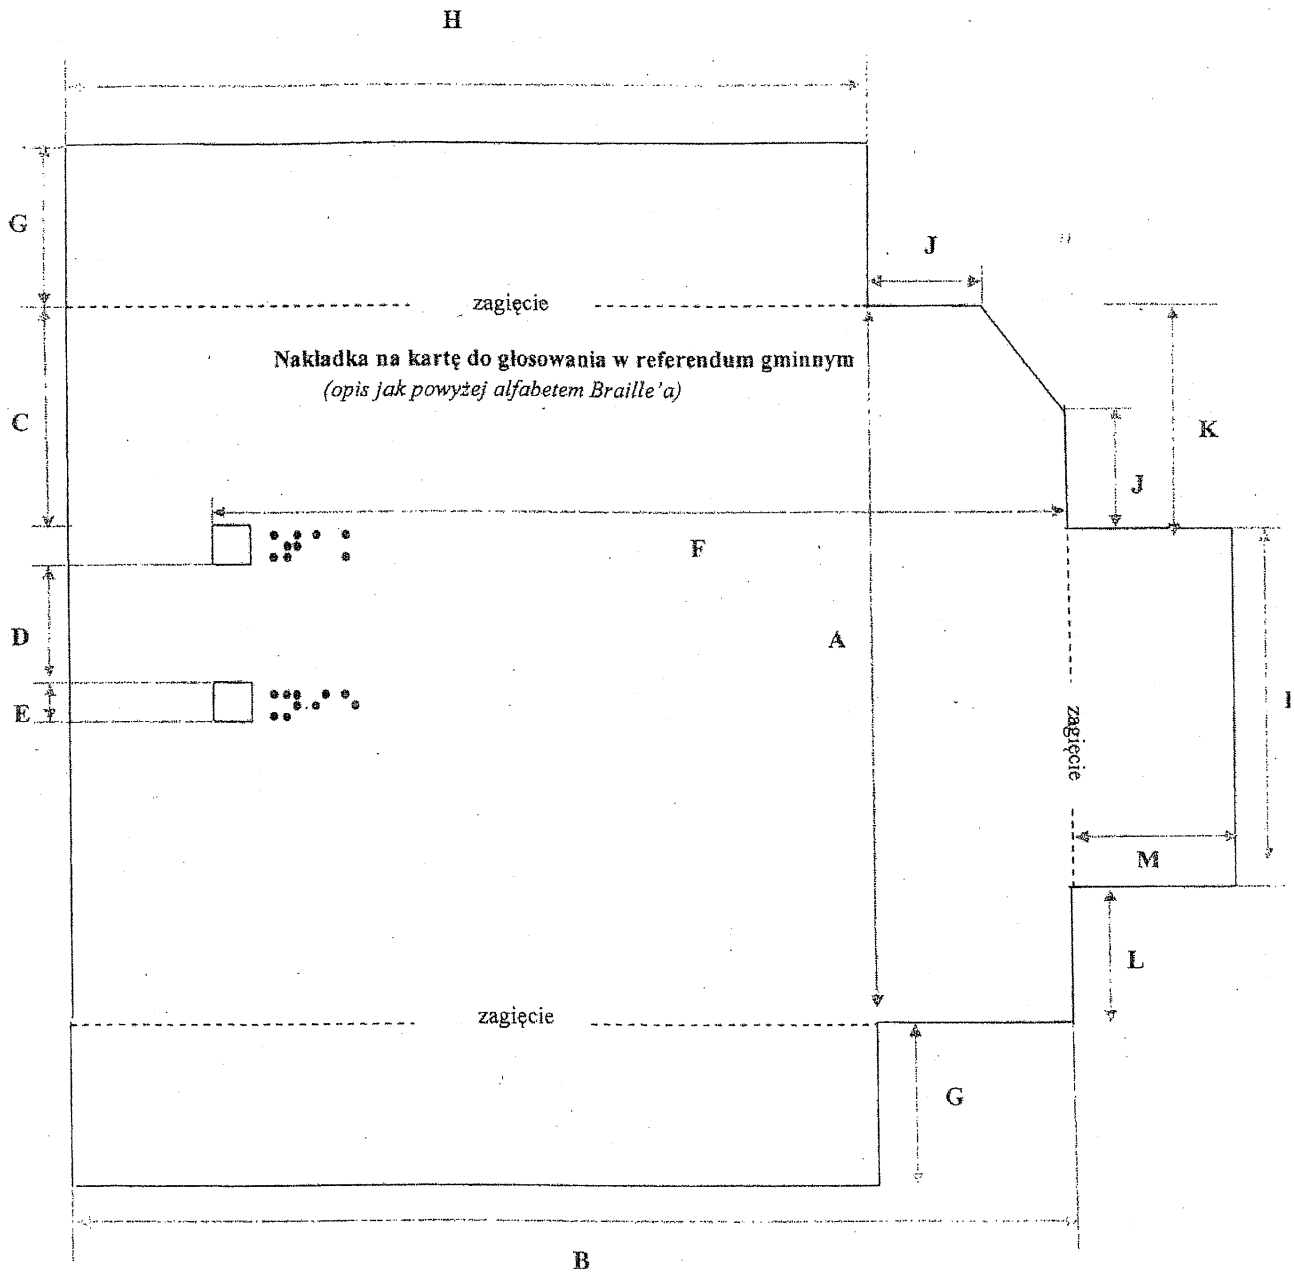 H
G
J
zagięcie
Nakładka na kartę do głosowania w referendum gminnym
(opis jak powyżej alfabetem Braille'a)
C
K
J
F
D
A
E
zagięcie
M
L
zagięcie
G
B